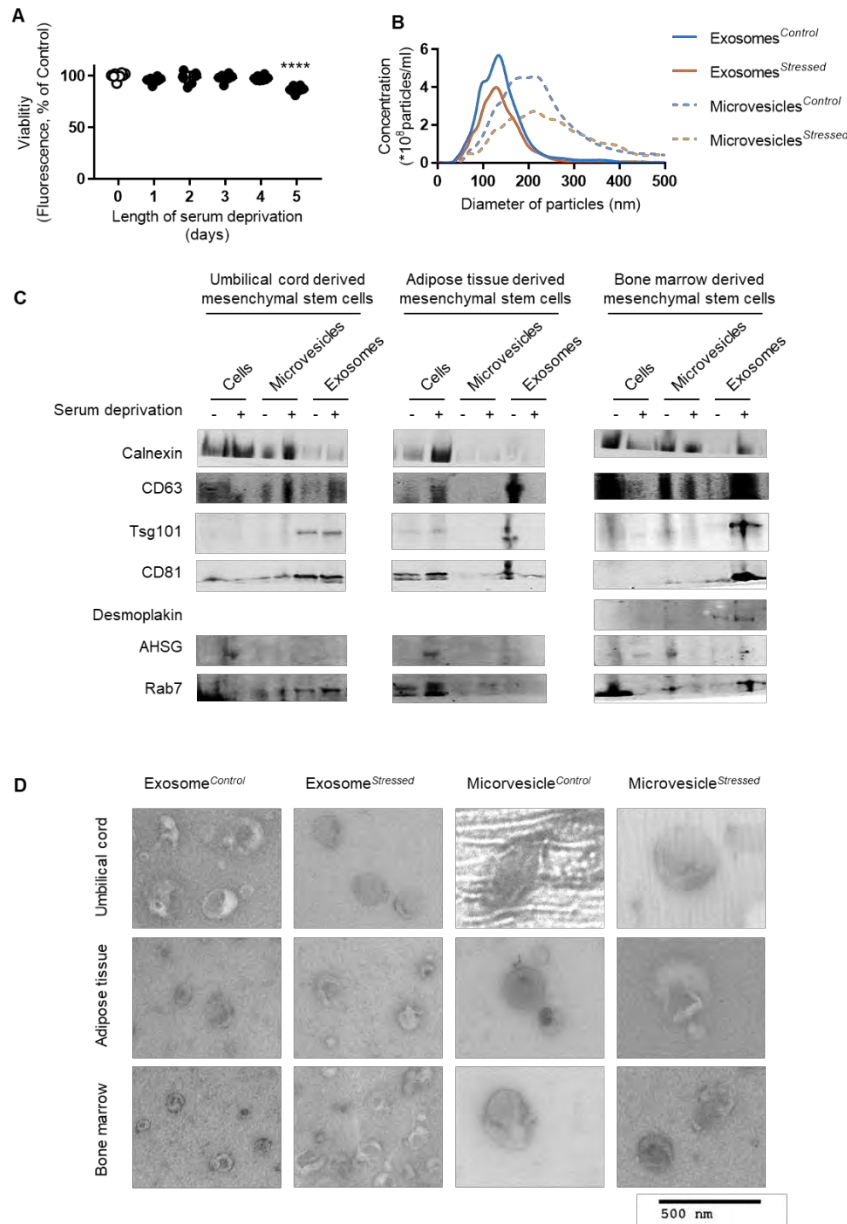 A
Viablitiy
(Fluorescence, % of Control)
100
50
0
****
0 1 2 3 4 5
Length of serum deprivation
(days)
B
Concentration
(*10⁸particles/ml)
6
4
2
0
0 100 200 300 400 500
Diameter of particles (nm)
Exosomes^Control
Exosomes^Stressed
Microvesicles^Control
Microvesicles^Stressed
C
Umbilical cord derived
mesenchymal stem cells
Adipose tissue derived
mesenchymal stem cells
Bone marrow derived
mesenchymal stem cells
Cells Microvesicles Exosomes
Cells Microvesicles Exosomes
Cells Microvesicles Exosomes
Serum deprivation - + - + - + - + - + - + - + - + - +
Calnexin
CD63
Tsg101
CD81
Desmoplakin
AHSG
Rab7
D
Exosome^Control Exosome^Stressed Micorvesicle^Control Microvesicle^Stressed
Umbilical cord
Adipose tissue
Bone marrow
500 nm